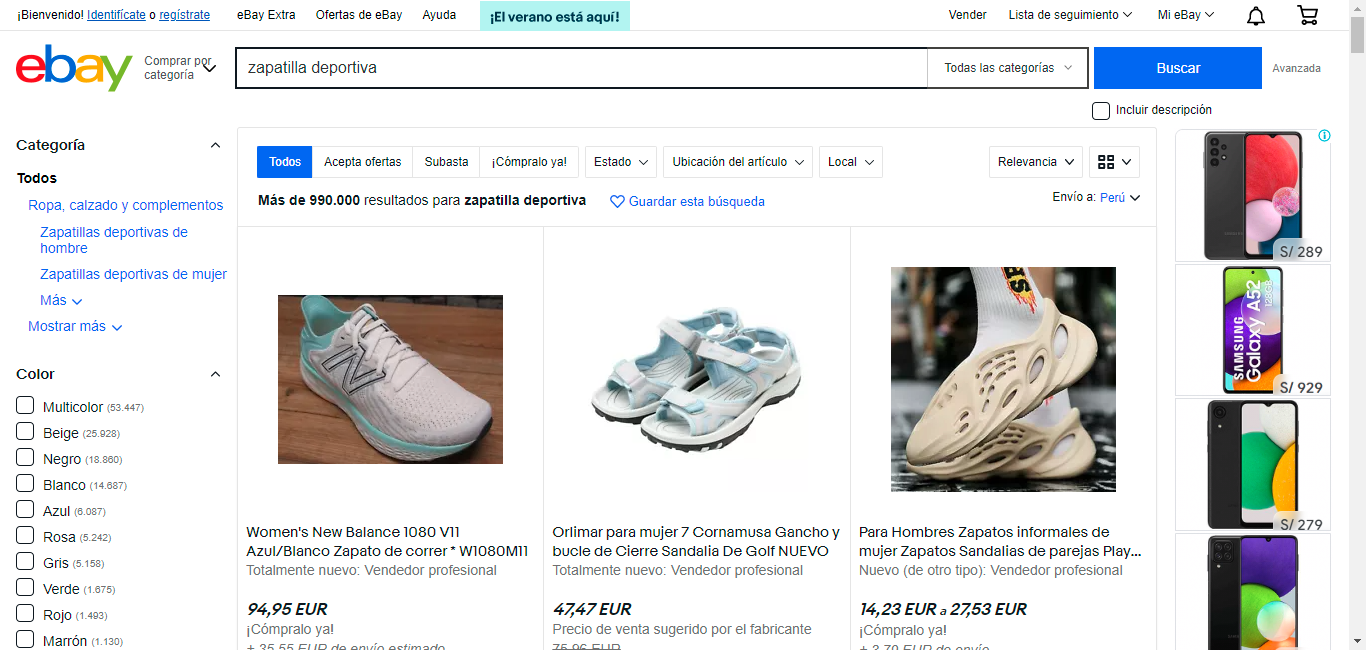 ¡Bienvenido! Identifícate o regístrate
eBay Extra
Ofertas de eBay
Ayuda
¡El verano está aquí!
Vender
Lista de seguimiento
Mi eBay
ebay
Comprar por
categoría
zapatilla deportiva
Todas las categorías
Buscar
Avanzada
Incluir descripción
Categoría
Todos
Ropa, calzado y complementos
Zapatillas deportivas de
hombre
Zapatillas deportivas de mujer
Más
Mostrar más
Color
Multicolor (53.447)
Beige (25.928)
Negro (18.860)
Blanco (14.687)
Azul (6.087)
Rosa (5.242)
Gris (5.158)
Verde (1.675)
Rojo (1.493)
Marrón (1.130)
Todos
Acepta ofertas
Subasta
¡Cómpralo ya!
Estado
Ubicación del artículo
Local
Relevancia
Más de 990.000 resultados para zapatilla deportiva
Guardar esta búsqueda
Envío a: Perú
Women's New Balance 1080 V11
Azul/Blanco Zapato de correr * W1080M11
Totalmente nuevo: Vendedor profesional
94,95 EUR
¡Cómpralo ya!
+ 35,55 EUR de envío estimado
Orlimar para mujer 7 Cornamusa Gancho y
bucle de Cierre Sandalia De Golf NUEVO
Totalmente nuevo: Vendedor profesional
47,47 EUR
Precio de venta sugerido por el fabricante
75,96 EUR
Para Hombres Zapatos informales de
mujer Zapatos Sandalias de parejas Play...
Nuevo (de otro tipo): Vendedor profesional
14,23 EUR a 27,53 EUR
¡Cómpralo ya!
+ 3,79 EUR de envío
S/ 289
SAMSUNG
Galaxy A52
128GB
S/ 929
S/ 279